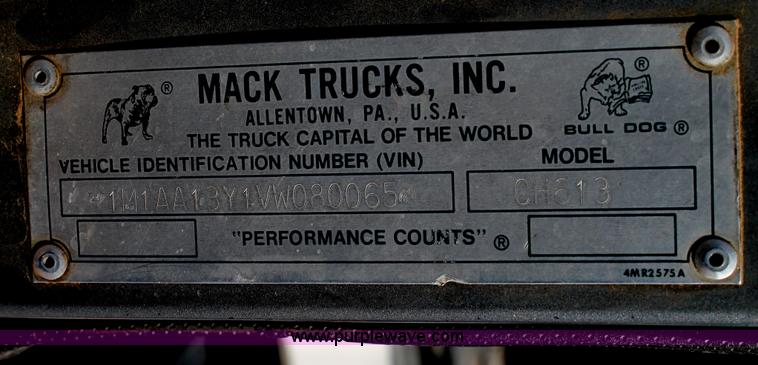 MACK TRUCKS, INC.
ALLENTOWN, PA., U.S.A.
THE TRUCK CAPITAL OF THE WORLD
®
®
BULL DOG ®
VEHICLE IDENTIFICATION NUMBER (VIN)
MODEL
*1M1AA13Y1VW080065*
CH613
"PERFORMANCE COUNTS" ®
4MR2575A
www.purplewave.com